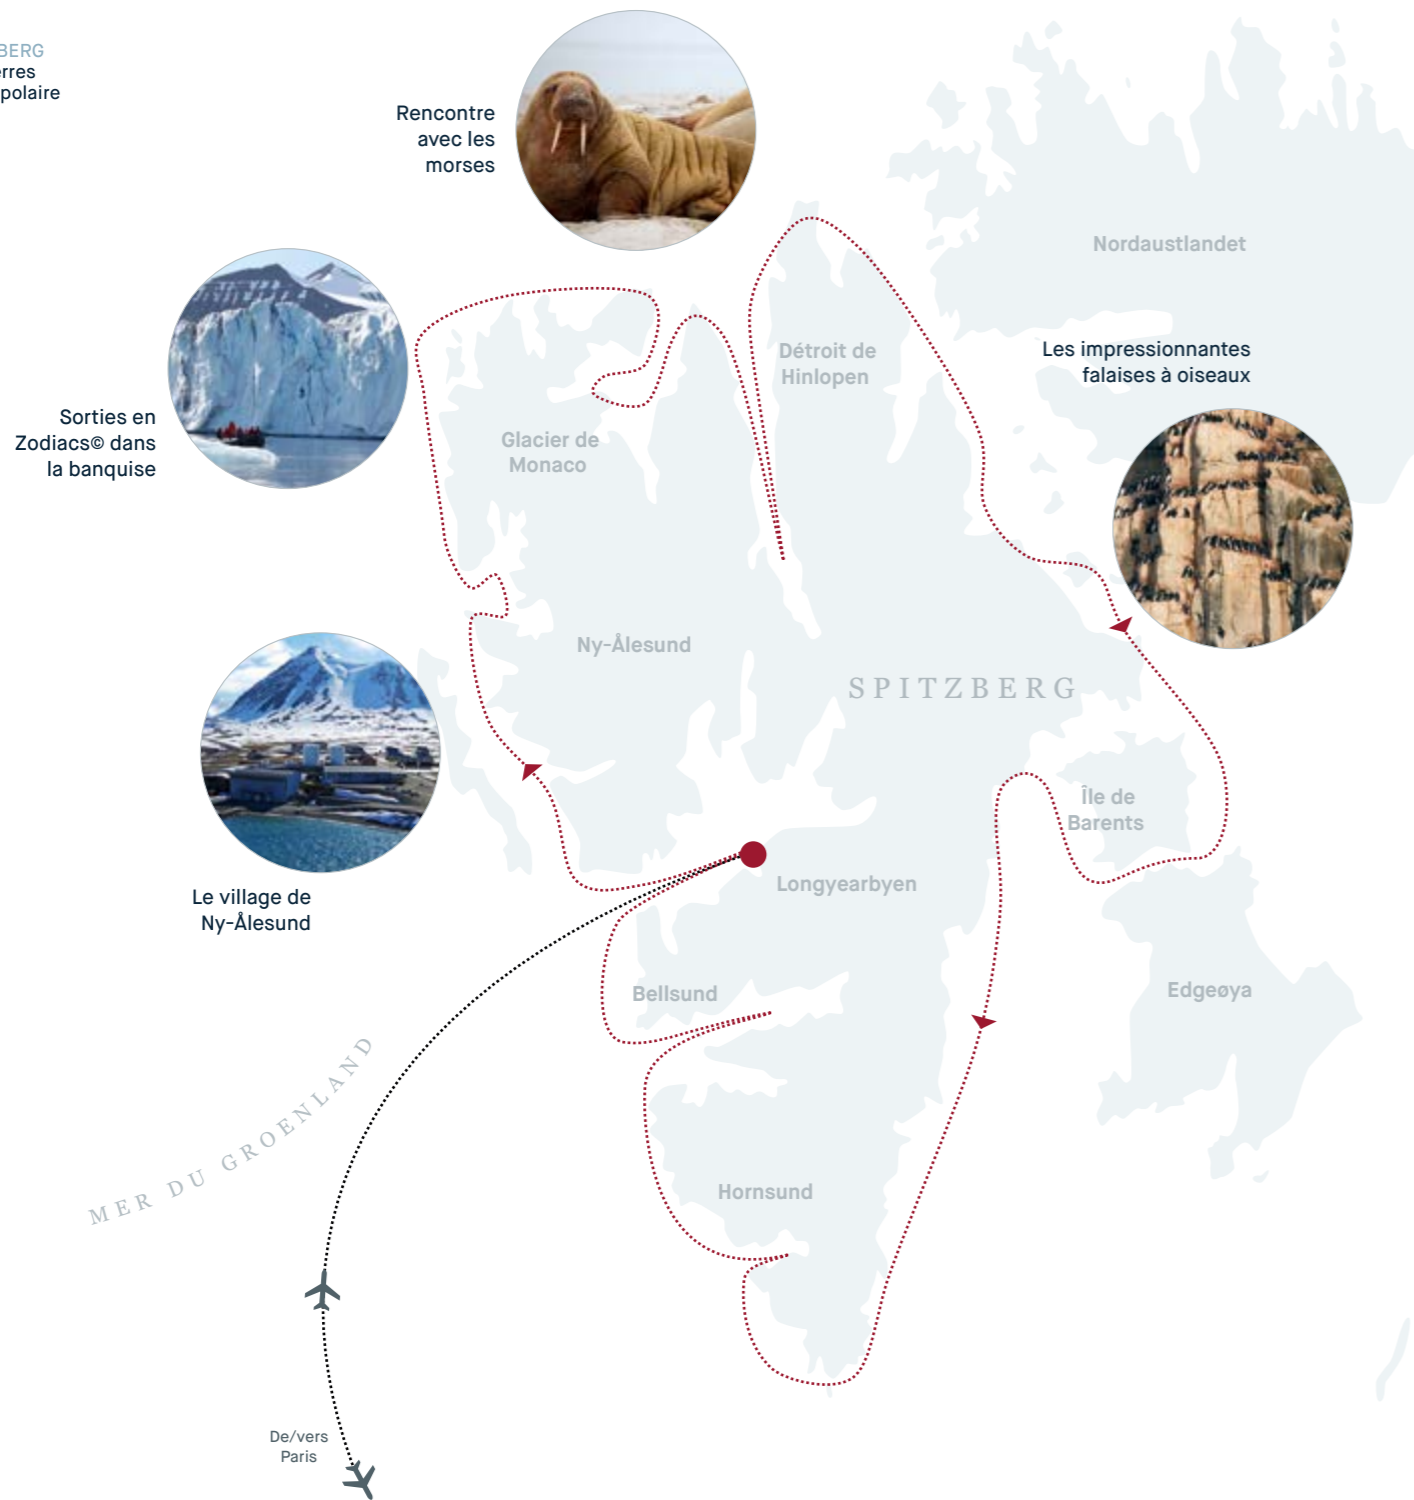 polaire
Rencontre
avec les
morses
Nordaustlandet
Les impressionnantes
falaises à oiseaux
Détroit de
Hinlopen
Sorties en
Zodiacs© dans
la banquise
Glacier de
Monaco
Ny-Ålesund
SPITZBERG
Île de
Barents
Longyearbyen
Le village de
Ny-Ålesund
Bellsund
Edgeøya
MER DU GROENLAND
Hornsund
De/vers
Paris